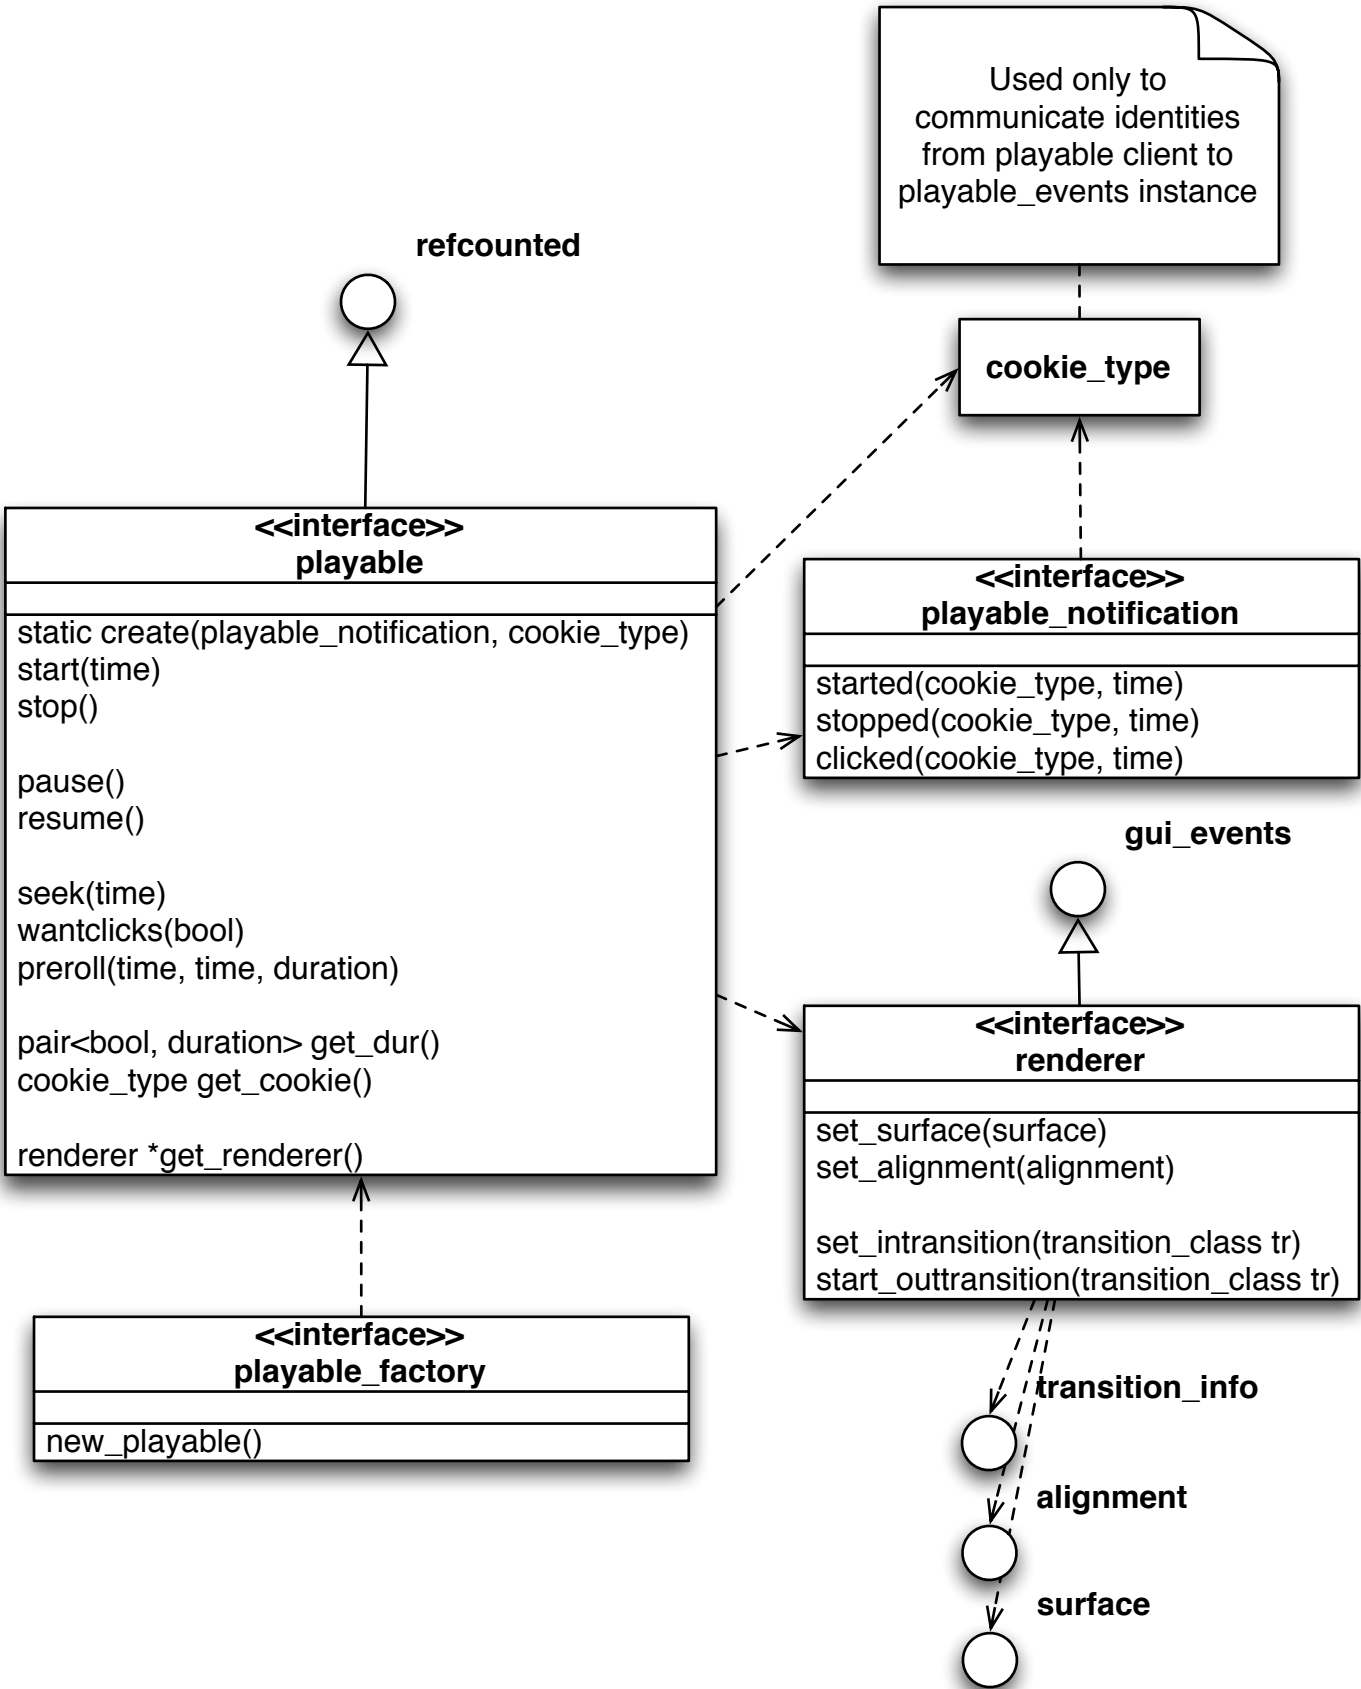 Used only to
communicate identities
from playable client to
playable_events instance
refcounted
cookie_type
<<interface>>
playable
static create(playable_notification, cookie_type)
start(time)
stop()
pause()
resume()
seek(time)
wantclicks(bool)
preroll(time, time, duration)
pair<bool, duration> get_dur()
cookie_type get_cookie()
renderer *get_renderer()
<<interface>>
playable_notification
started(cookie_type, time)
stopped(cookie_type, time)
clicked(cookie_type, time)
gui_events
<<interface>>
renderer
set_surface(surface)
set_alignment(alignment)
set_intransition(transition_class tr)
start_outtransition(transition_class tr)
<<interface>>
playable_factory
new_playable()
transition_info
alignment
surface